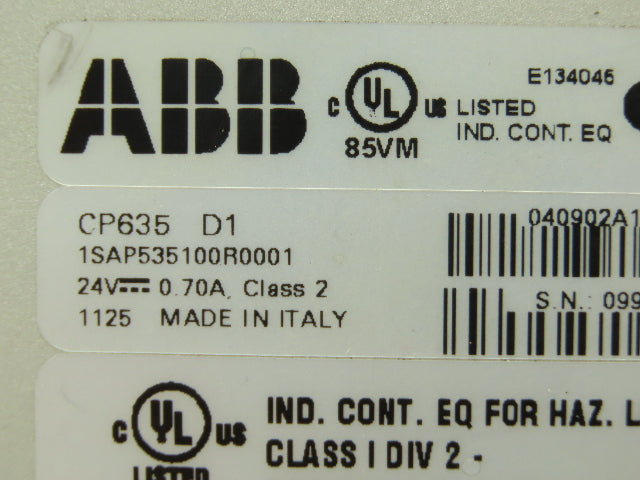 ABB
C UL US
85VM
E134046
LISTED
IND. CONT. EQ
CP635 D1
1SAP535100R0001
24V⎓ 0.70A, Class 2
1125 MADE IN ITALY
040902A1
S.N.: 099
C UL US
LISTED
IND. CONT. EQ FOR HAZ. L
CLASS I DIV 2 -